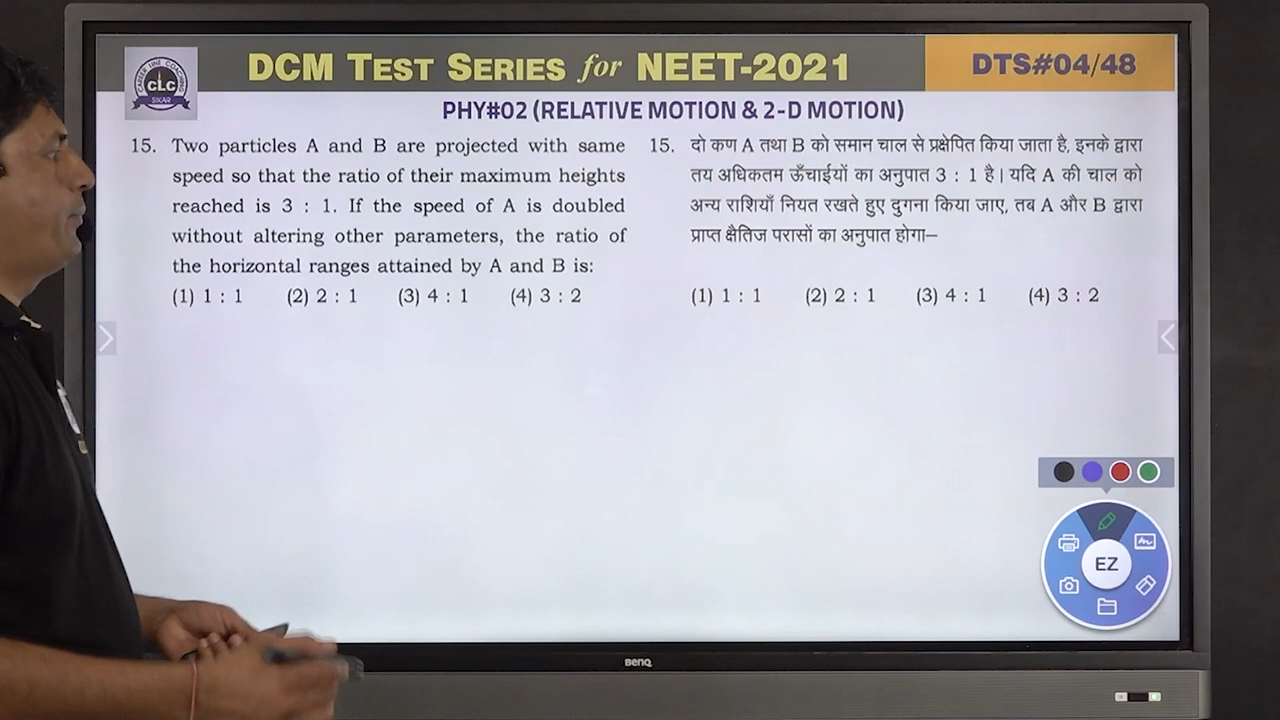 CAREER LINE COACHING
CLC
SIKAR
DCM TEST SERIES for NEET-2021
DTS#04/48
PHY#02 (RELATIVE MOTION & 2-D MOTION)
15. Two particles A and B are projected with same
speed so that the ratio of their maximum heights
reached is 3 : 1. If the speed of A is doubled
without altering other parameters, the ratio of
the horizontal ranges attained by A and B is:
(1) 1 : 1 (2) 2 : 1 (3) 4 : 1 (4) 3 : 2
15. दो कण A तथा B को समान चाल से प्रक्षेपित किया जाता है, इनके द्वारा
तय अधिकतम ऊँचाईयों का अनुपात 3 : 1 है। यदि A की चाल को
अन्य राशियाँ नियत रखते हुए दुगना किया जाए, तब A और B द्वारा
प्राप्त क्षैतिज परासों का अनुपात होगा–
(1) 1 : 1 (2) 2 : 1 (3) 4 : 1 (4) 3 : 2
EZ
BenQ